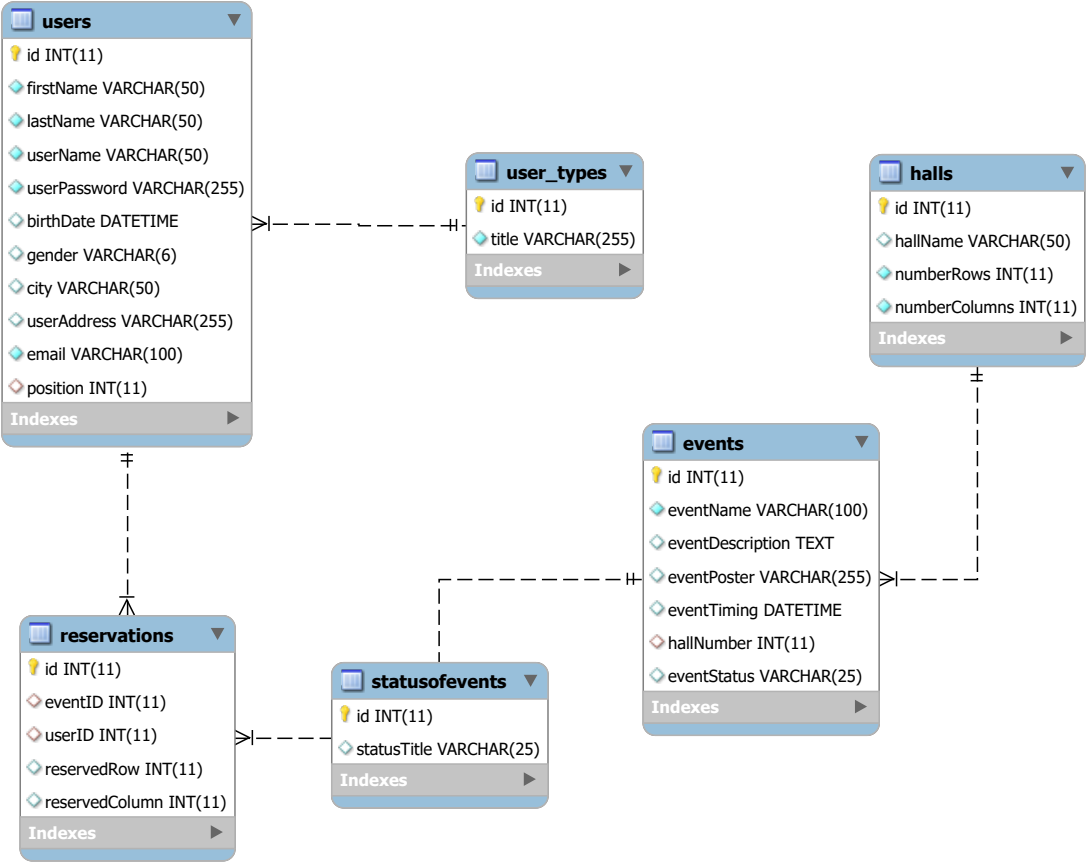 users
id INT(11)
firstName VARCHAR(50)
lastName VARCHAR(50)
userName VARCHAR(50)
userPassword VARCHAR(255)
birthDate DATETIME
gender VARCHAR(6)
city VARCHAR(50)
userAddress VARCHAR(255)
email VARCHAR(100)
position INT(11)
Indexes
user_types
id INT(11)
title VARCHAR(255)
Indexes
halls
id INT(11)
hallName VARCHAR(50)
numberRows INT(11)
numberColumns INT(11)
Indexes
events
id INT(11)
eventName VARCHAR(100)
eventDescription TEXT
eventPoster VARCHAR(255)
eventTiming DATETIME
hallNumber INT(11)
eventStatus VARCHAR(25)
Indexes
reservations
id INT(11)
eventID INT(11)
userID INT(11)
reservedRow INT(11)
reservedColumn INT(11)
Indexes
statusofevents
id INT(11)
statusTitle VARCHAR(25)
Indexes